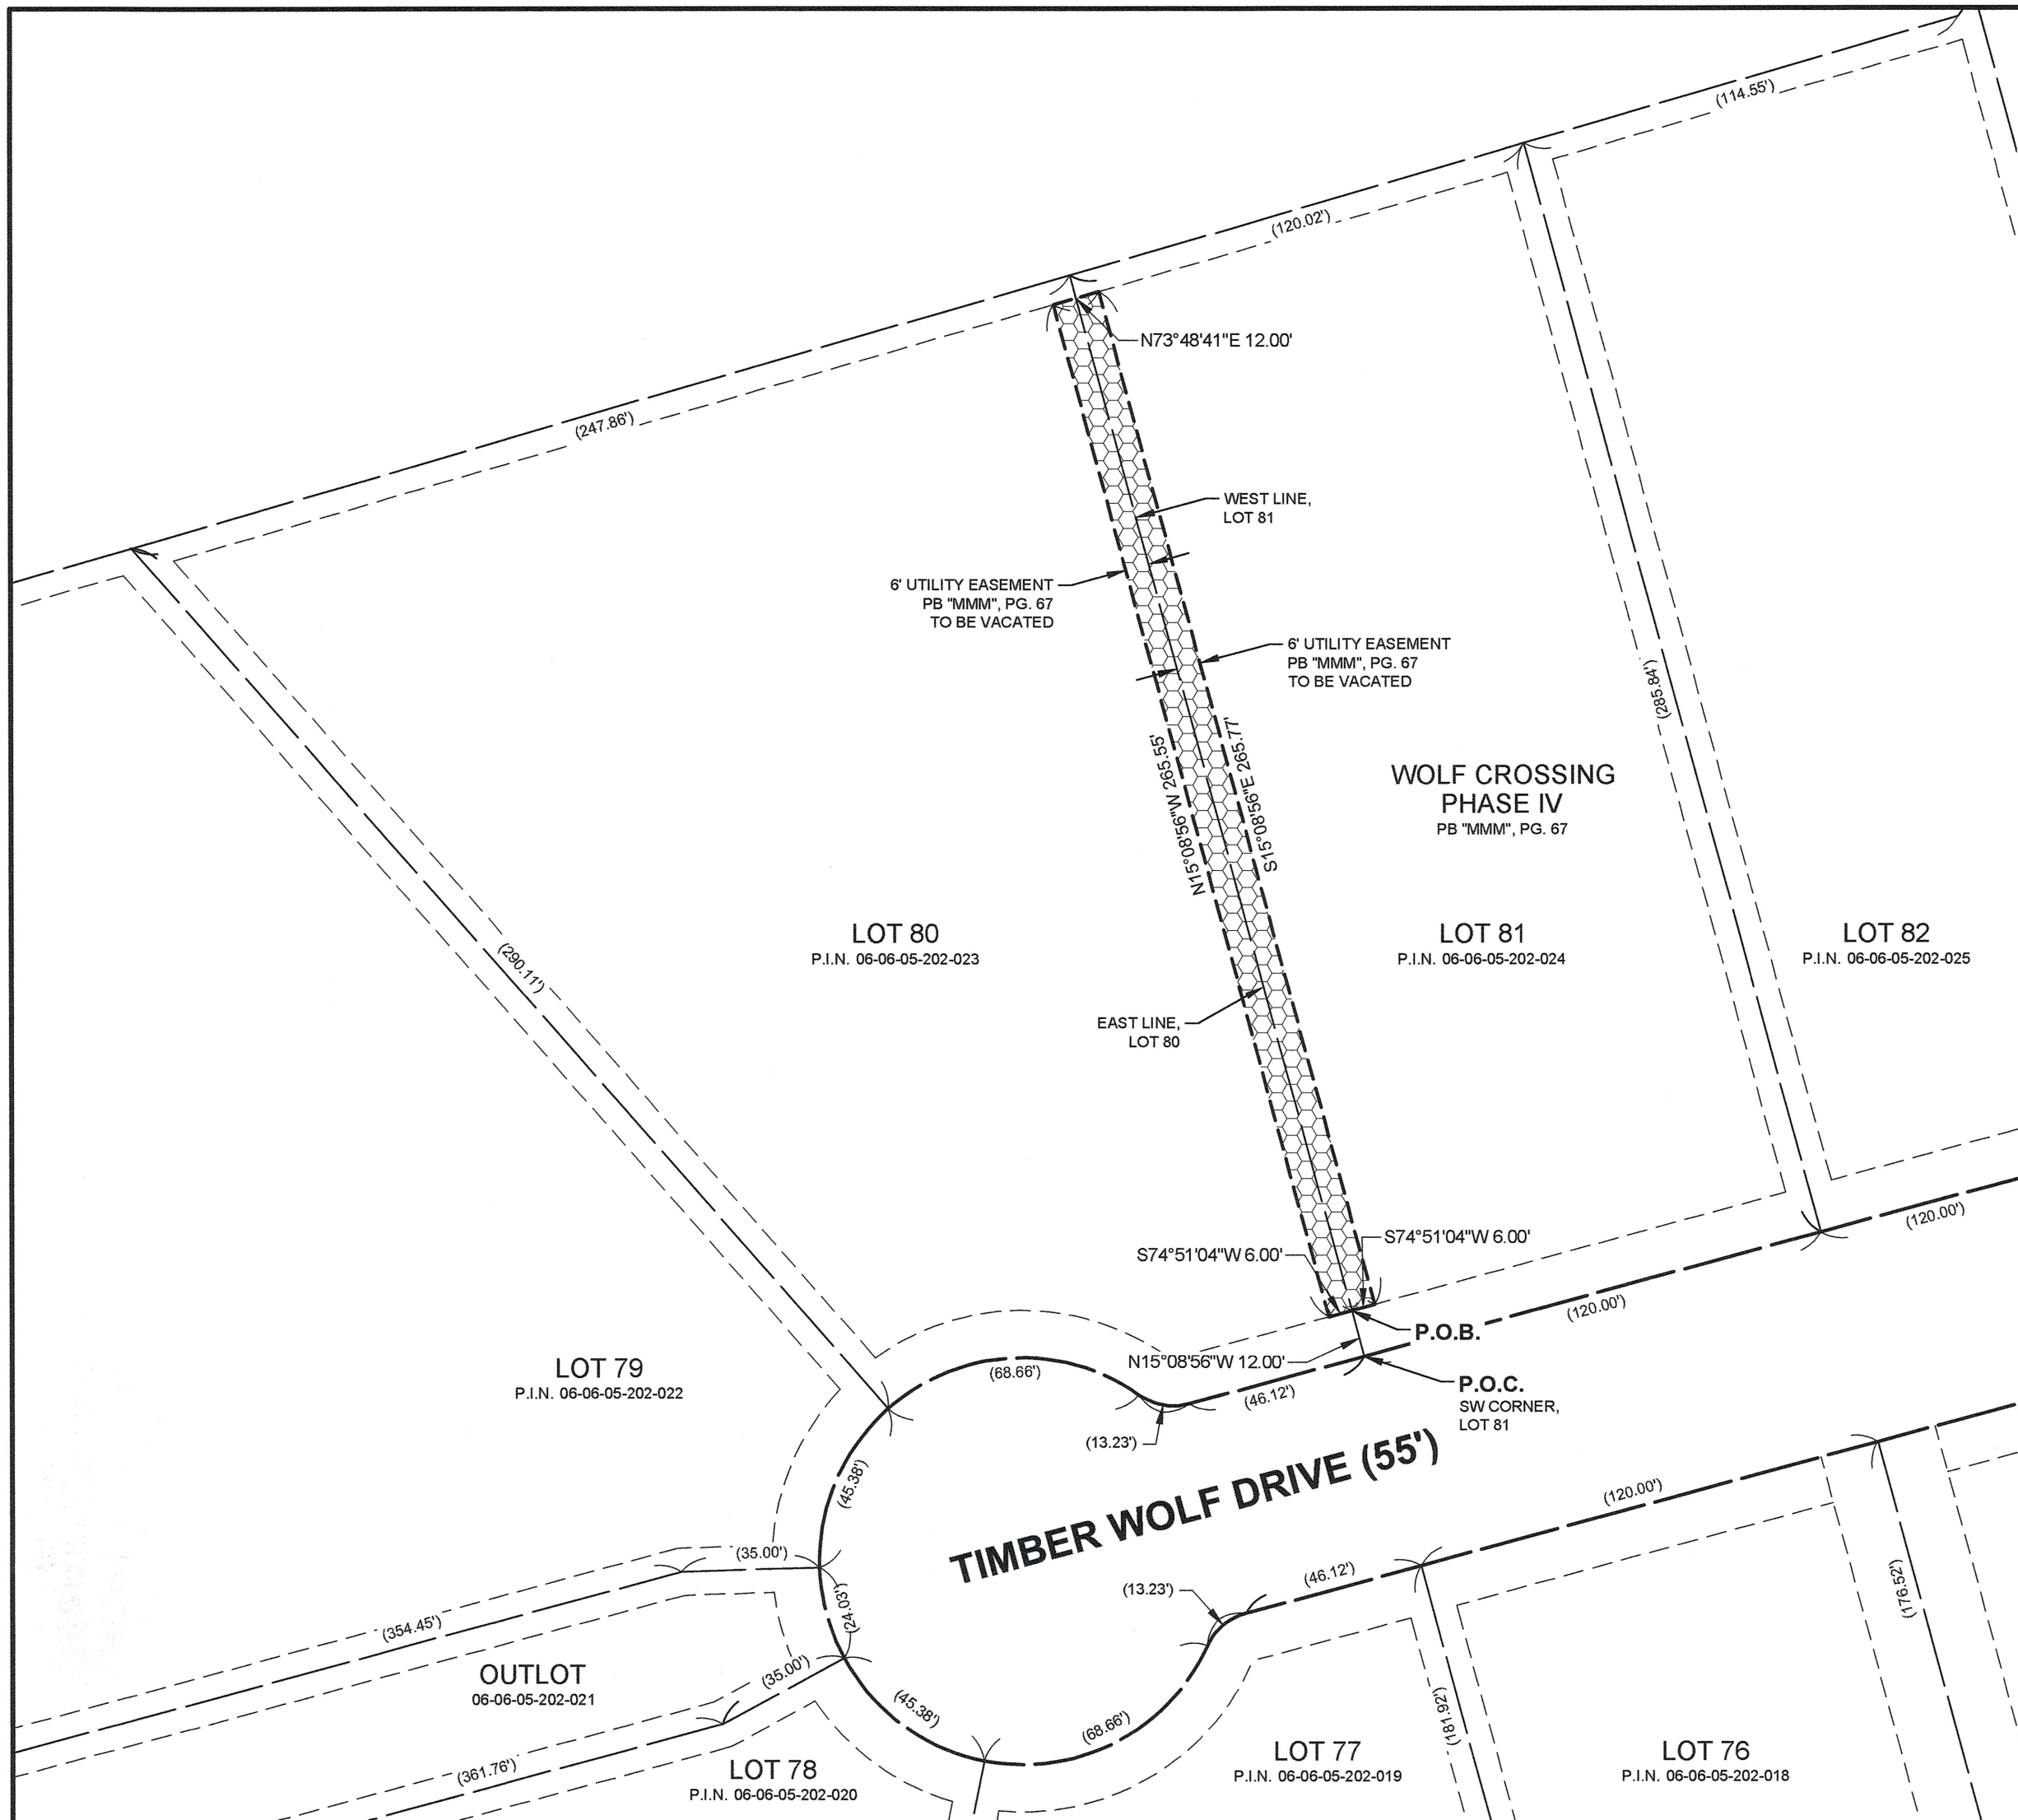 (114.55')
(120.02')
N73°48'41"E 12.00'
(247.86')
WEST LINE,
LOT 81
6' UTILITY EASEMENT
PB "MMM", PG. 67
TO BE VACATED
6' UTILITY EASEMENT
PB "MMM", PG. 67
TO BE VACATED
(285.84')
N15°08'56"W 265.55'
S15°08'56"E 265.77'
WOLF CROSSING
PHASE IV
PB "MMM", PG. 67
LOT 80
P.I.N. 06-06-05-202-023
LOT 81
P.I.N. 06-06-05-202-024
LOT 82
P.I.N. 06-06-05-202-025
(290.11')
EAST LINE,
LOT 80
(120.00')
S74°51'04"W 6.00'
S74°51'04"W 6.00'
(120.00')
P.O.B.
N15°08'56"W 12.00'
LOT 79
P.I.N. 06-06-05-202-022
(68.66')
(46.12')
P.O.C.
SW CORNER,
LOT 81
(13.23')
(45.38')
TIMBER WOLF DRIVE (55')
(120.00')
(35.00')
(46.12')
(13.23')
(176.52')
(24.03')
(354.45')
OUTLOT
06-06-05-202-021
(35.00')
(45.38')
(68.66')
(181.92')
(361.76')
LOT 78
P.I.N. 06-06-05-202-020
LOT 77
P.I.N. 06-06-05-202-019
LOT 76
P.I.N. 06-06-05-202-018